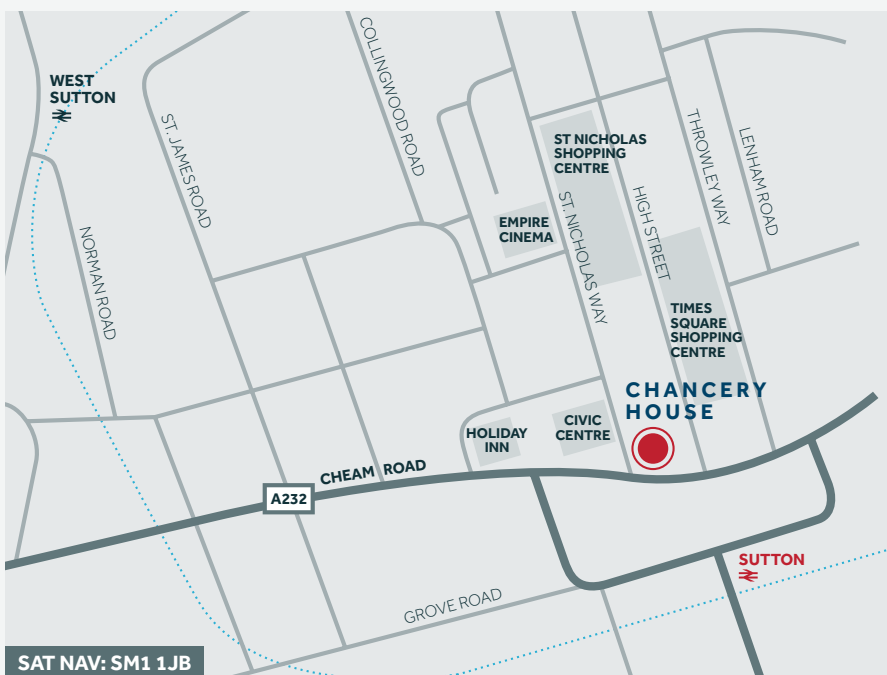 WEST
SUTTON
ST. JAMES ROAD
COLLINGWOOD ROAD
NORMAN ROAD
ST NICHOLAS
SHOPPING
CENTRE
THROWLEY WAY
LENHAM ROAD
EMPIRE
CINEMA
ST. NICHOLAS WAY
HIGH STREET
TIMES
SQUARE
SHOPPING
CENTRE
CHANCERY
HOUSE
HOLIDAY
INN
CIVIC
CENTRE
CHEAM ROAD
A232
SUTTON
GROVE ROAD
SAT NAV: SM1 1JB